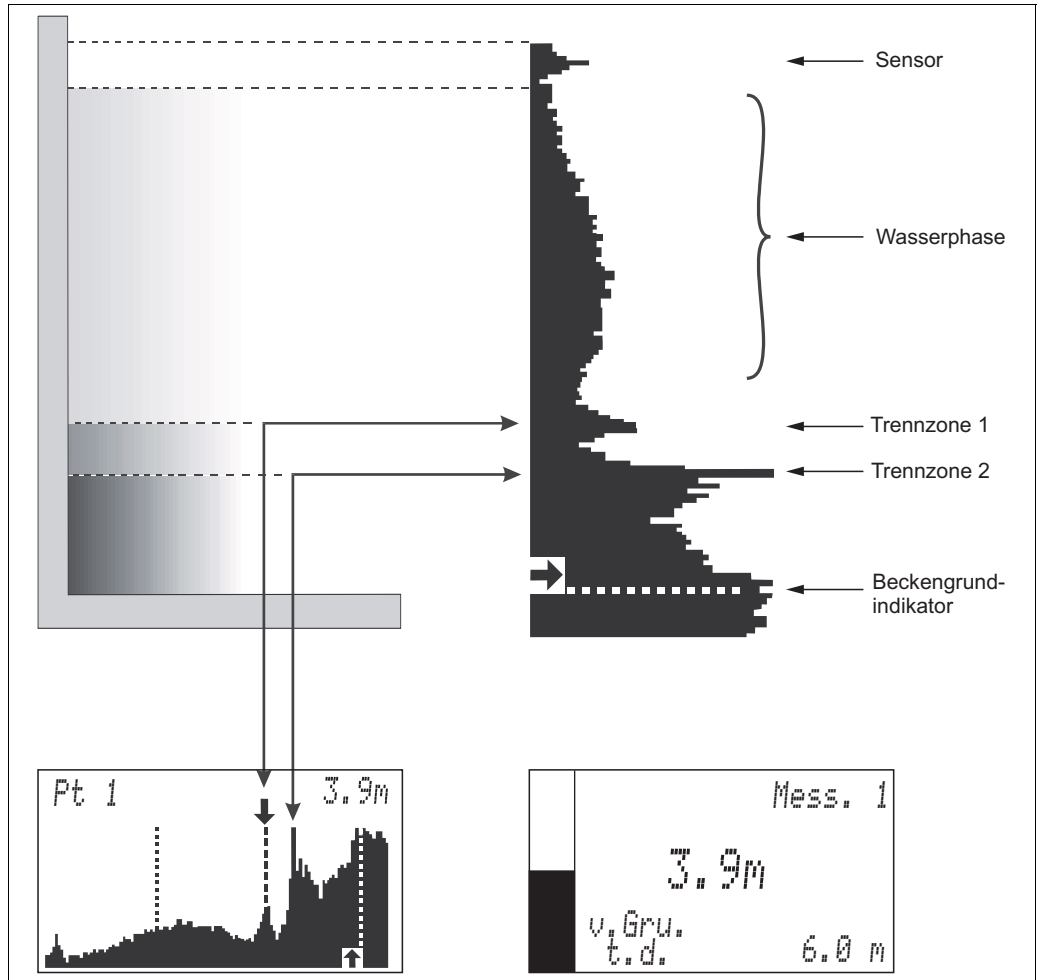 Sensor
Wasserphase
Trennzone 1
Trennzone 2
Beckengrund-
indikator
Pt 1 3.9m
Mess. 1
3.9m
v.Gru.
t.d. 6.0 m